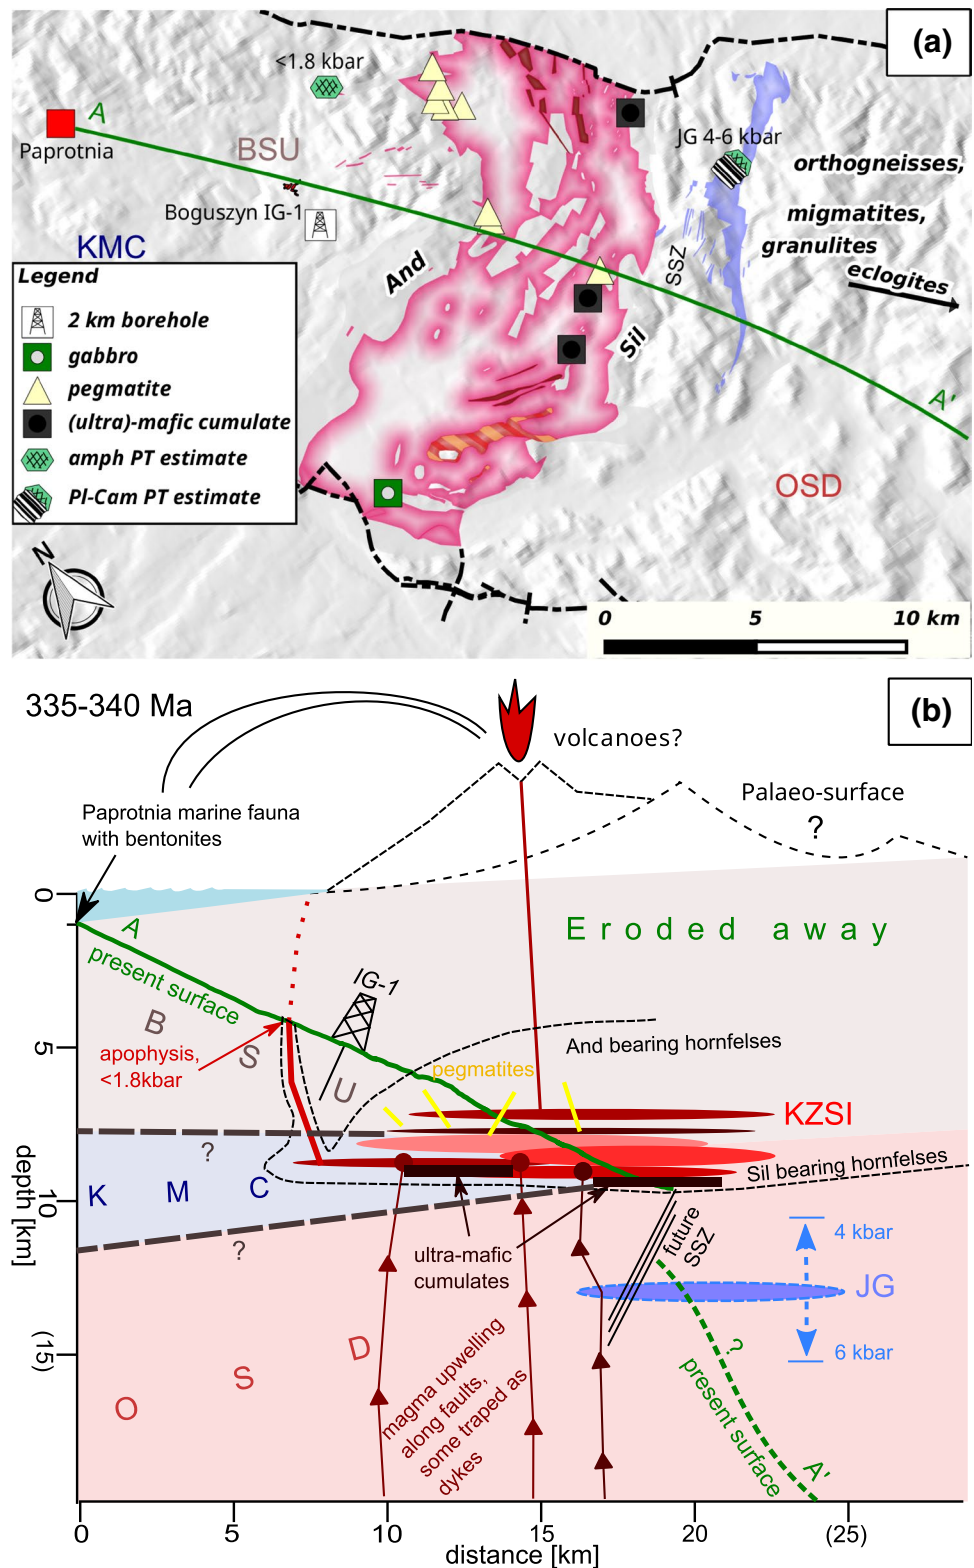 (a)
<1.8 kbar
A
Paprotnia
JG 4-6 kbar
BSU
orthogneisses,
migmatites,
granulites
Boguszyn IG-1
KMC
eclogites
SSZ
And
Sil
A'
OSD
Legend
2 km borehole
gabbro
pegmatite
(ultra)-mafic cumulate
amph PT estimate
Pl-Cam PT estimate
N
0 5 10 km
(b)
335-340 Ma
volcanoes?
Palaeo-surface
?
Paprotnia marine fauna
with bentonites
0
A
Eroded away
present surface
IG-1
B
S
U
apophysis,
<1.8kbar
5
And bearing hornfelses
pegmatites
KZSI
?
Sil bearing hornfelses
K M C
10
depth [km]
?
ultra-mafic
cumulates
future
SSZ
4 kbar
JG
6 kbar
(15)
O S D
magma upwelling
along faults,
some traped as
dykes
?
present surface
A'
0 5 10 15 20 (25)
distance [km]